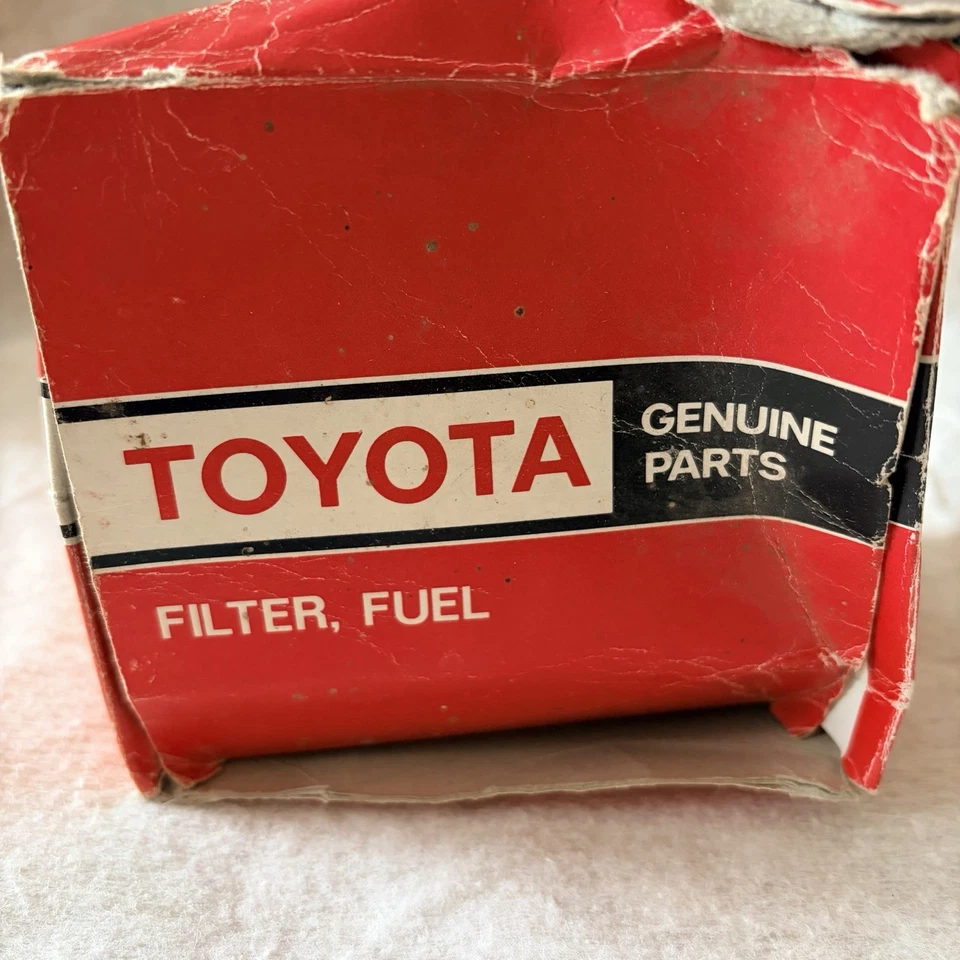 TOYOTA
GENUINE
PARTS
FILTER, FUEL